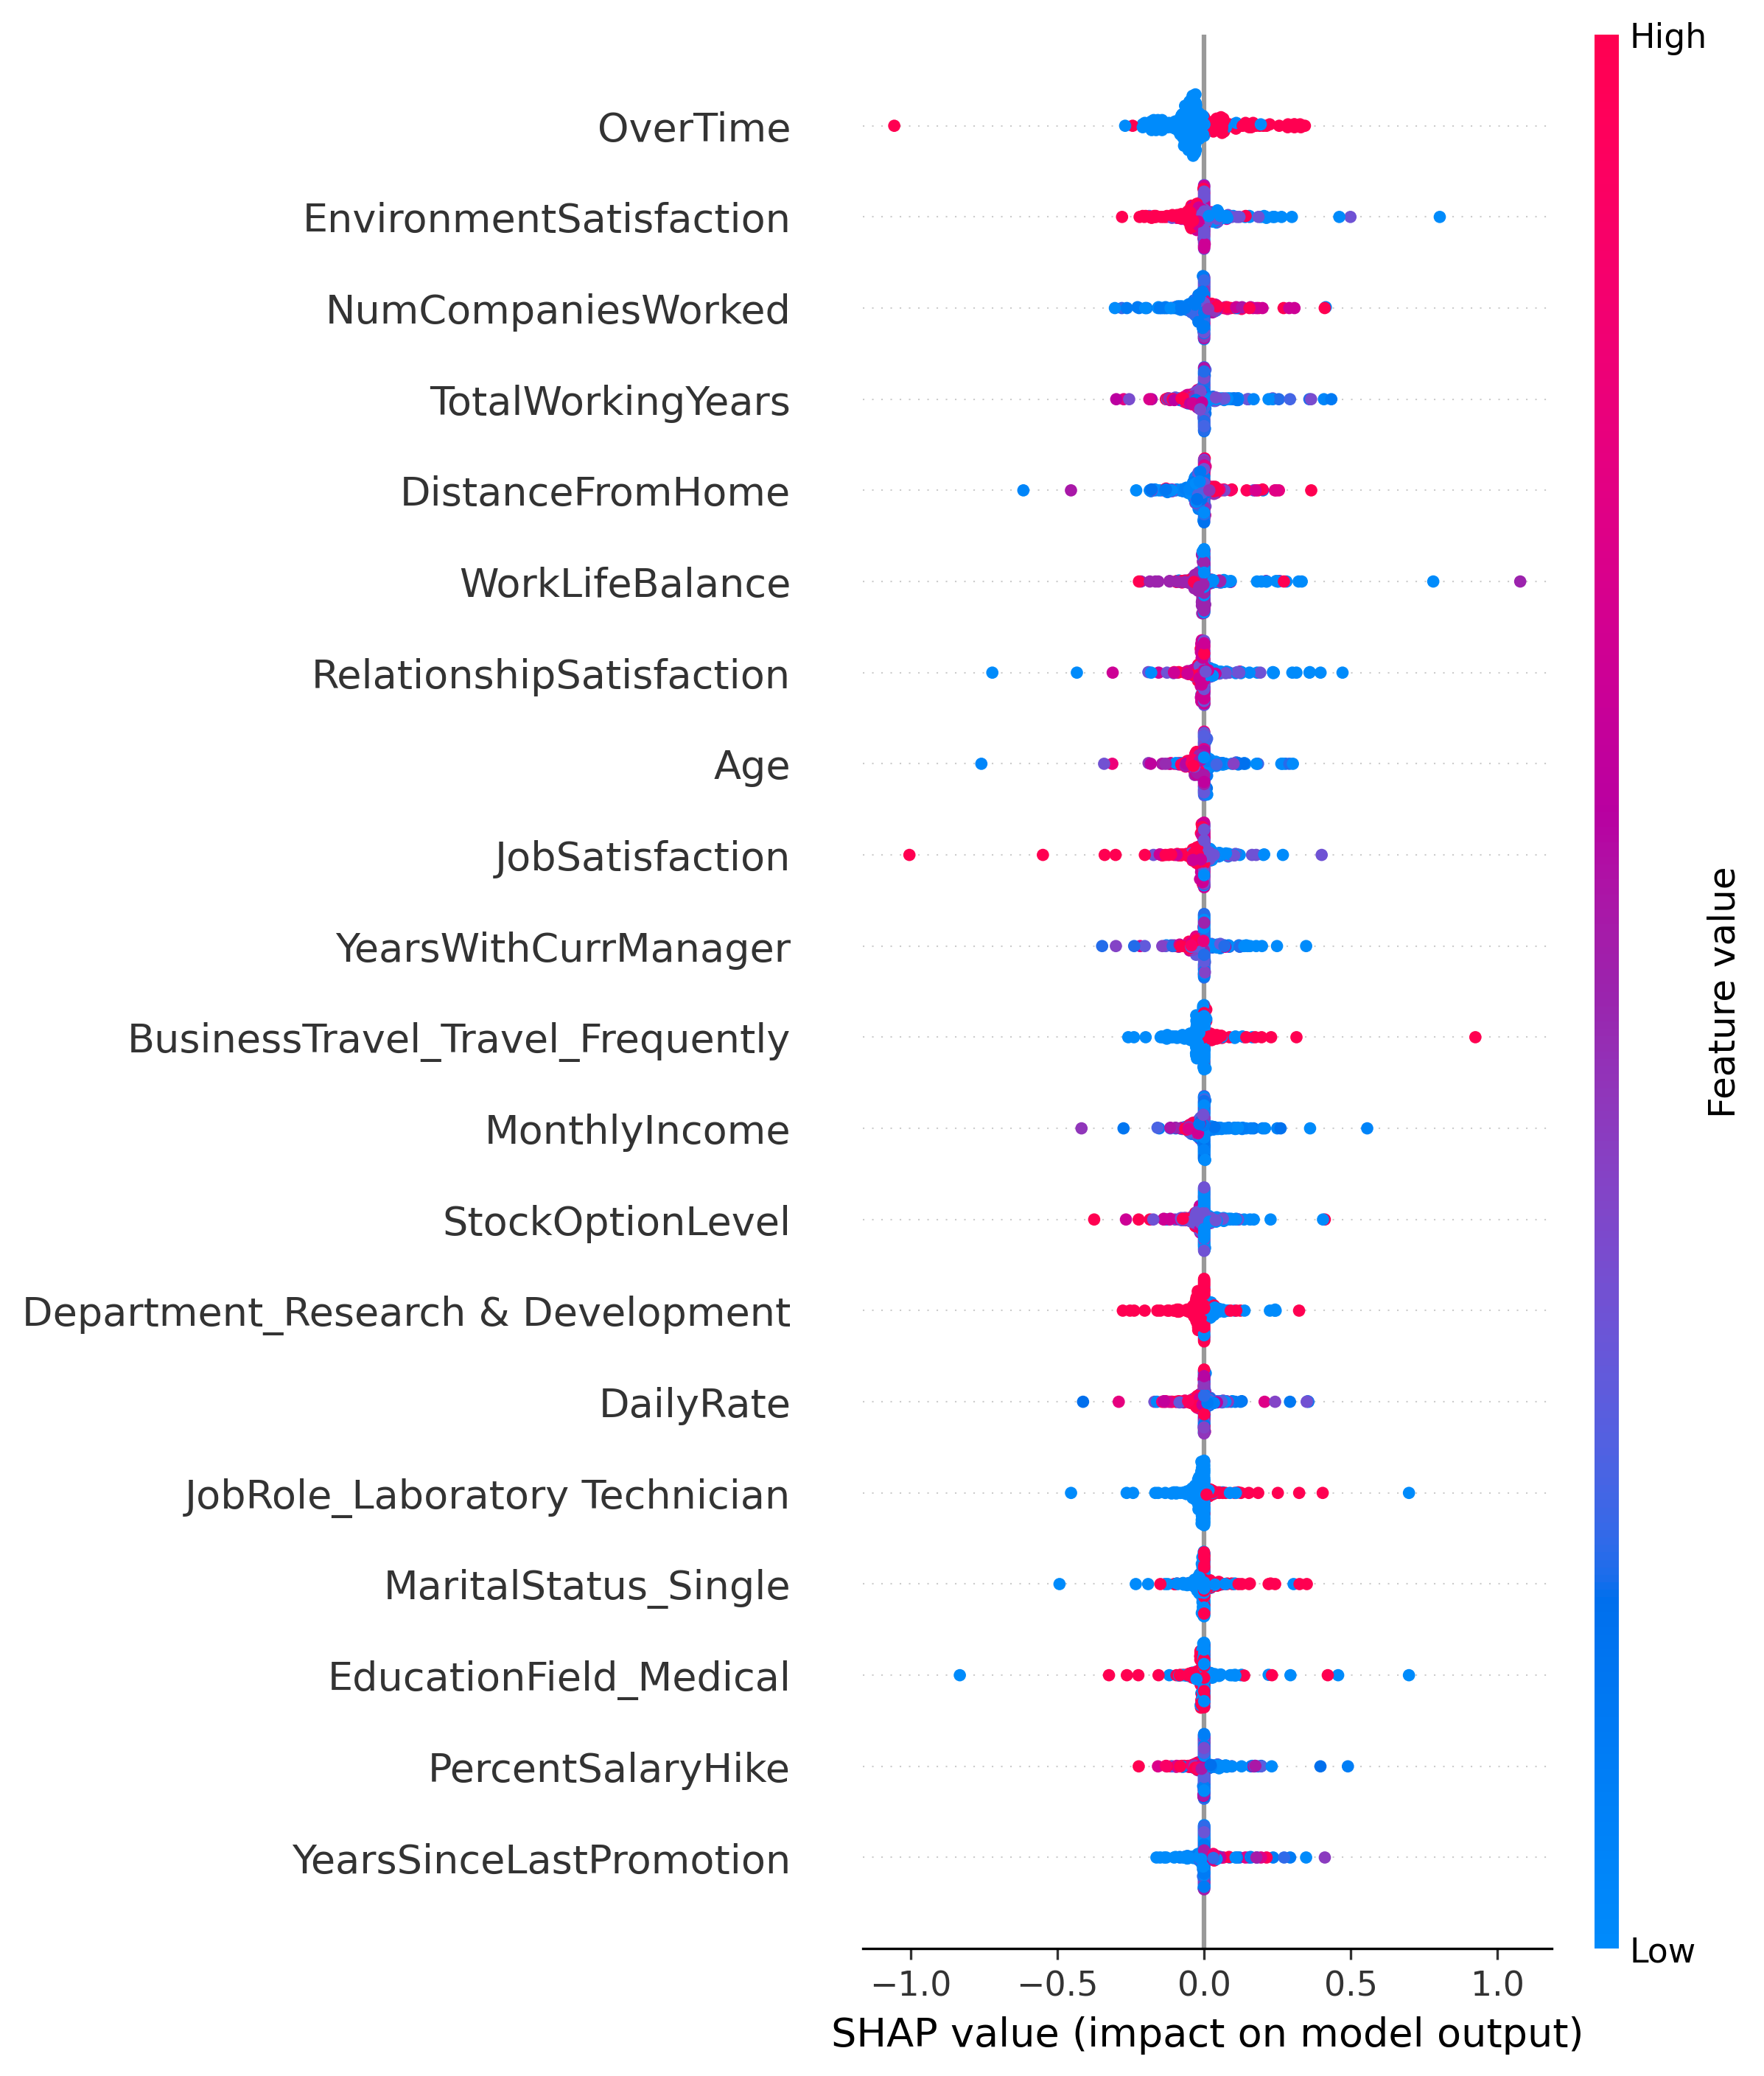 High
OverTime
EnvironmentSatisfaction
NumCompaniesWorked
TotalWorkingYears
DistanceFromHome
WorkLifeBalance
RelationshipSatisfaction
Age
JobSatisfaction
YearsWithCurrManager
BusinessTravel_Travel_Frequently
MonthlyIncome
StockOptionLevel
Department_Research & Development
DailyRate
JobRole_Laboratory Technician
MaritalStatus_Single
EducationField_Medical
PercentSalaryHike
YearsSinceLastPromotion
Feature value
Low
−1.0 −0.5 0.0 0.5 1.0
SHAP value (impact on model output)